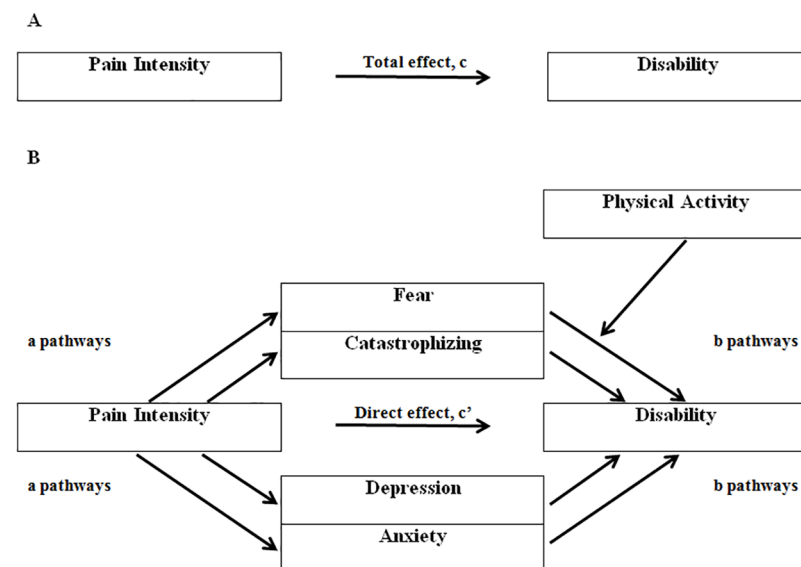 A
Pain Intensity
Total effect, c
Disability
B
Physical Activity
Fear
a pathways
Catastrophizing
b pathways
Pain Intensity
Direct effect, c’
Disability
a pathways
Depression
b pathways
Anxiety